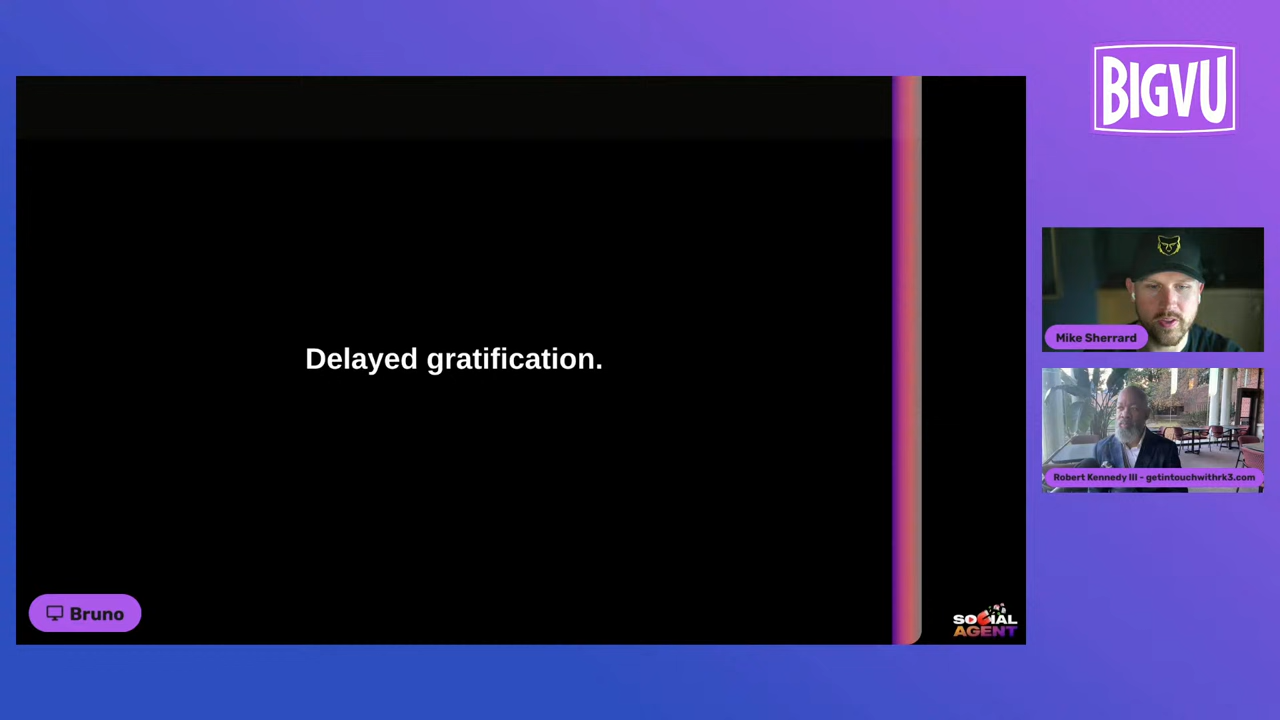 BIGVU
Delayed gratification.
Mike Sherrard
Robert Kennedy III - getintouchwithrk3.com
Bruno
SOCIAL
AGENT